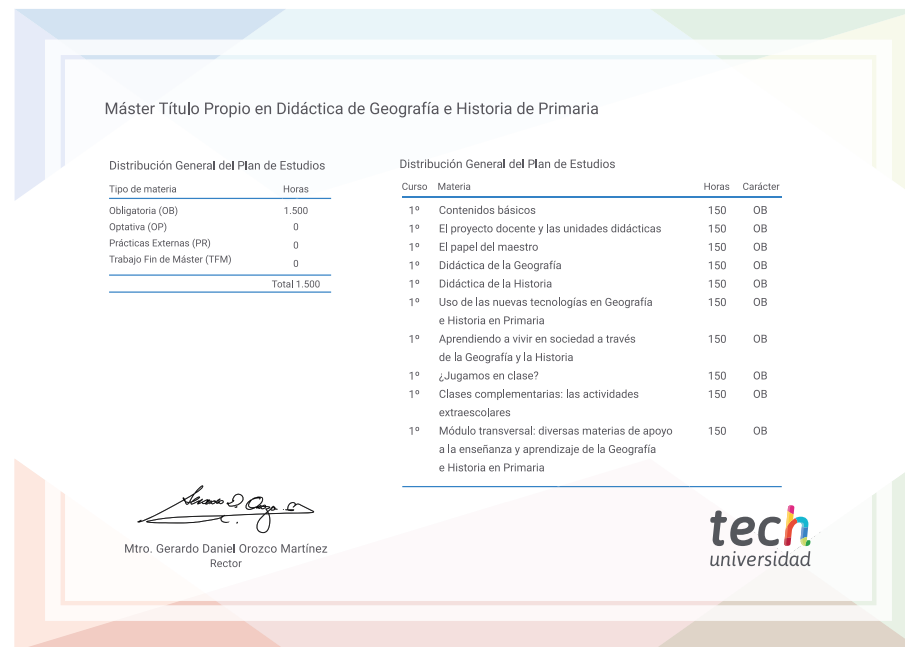 Máster Título Propio en Didáctica de Geografía e Historia de Primaria
Distribución General del Plan de Estudios
Tipo de materia Horas
Obligatoria (OB) 1.500
Optativa (OP) 0
Prácticas Externas (PR) 0
Trabajo Fin de Máster (TFM) 0
Total 1.500
Distribución General del Plan de Estudios
Curso Materia Horas Carácter
1º Contenidos básicos 150 OB
1º El proyecto docente y las unidades didácticas 150 OB
1º El papel del maestro 150 OB
1º Didáctica de la Geografía 150 OB
1º Didáctica de la Historia 150 OB
1º Uso de las nuevas tecnologías en Geografía 150 OB
e Historia en Primaria
1º Aprendiendo a vivir en sociedad a través 150 OB
de la Geografía y la Historia
1º ¿Jugamos en clase? 150 OB
1º Clases complementarias: las actividades 150 OB
extraescolares
1º Módulo transversal: diversas materias de apoyo 150 OB
a la enseñanza y aprendizaje de la Geografía
e Historia en Primaria
Mtro. Gerardo Daniel Orozco Martínez
Rector
tech
universidad